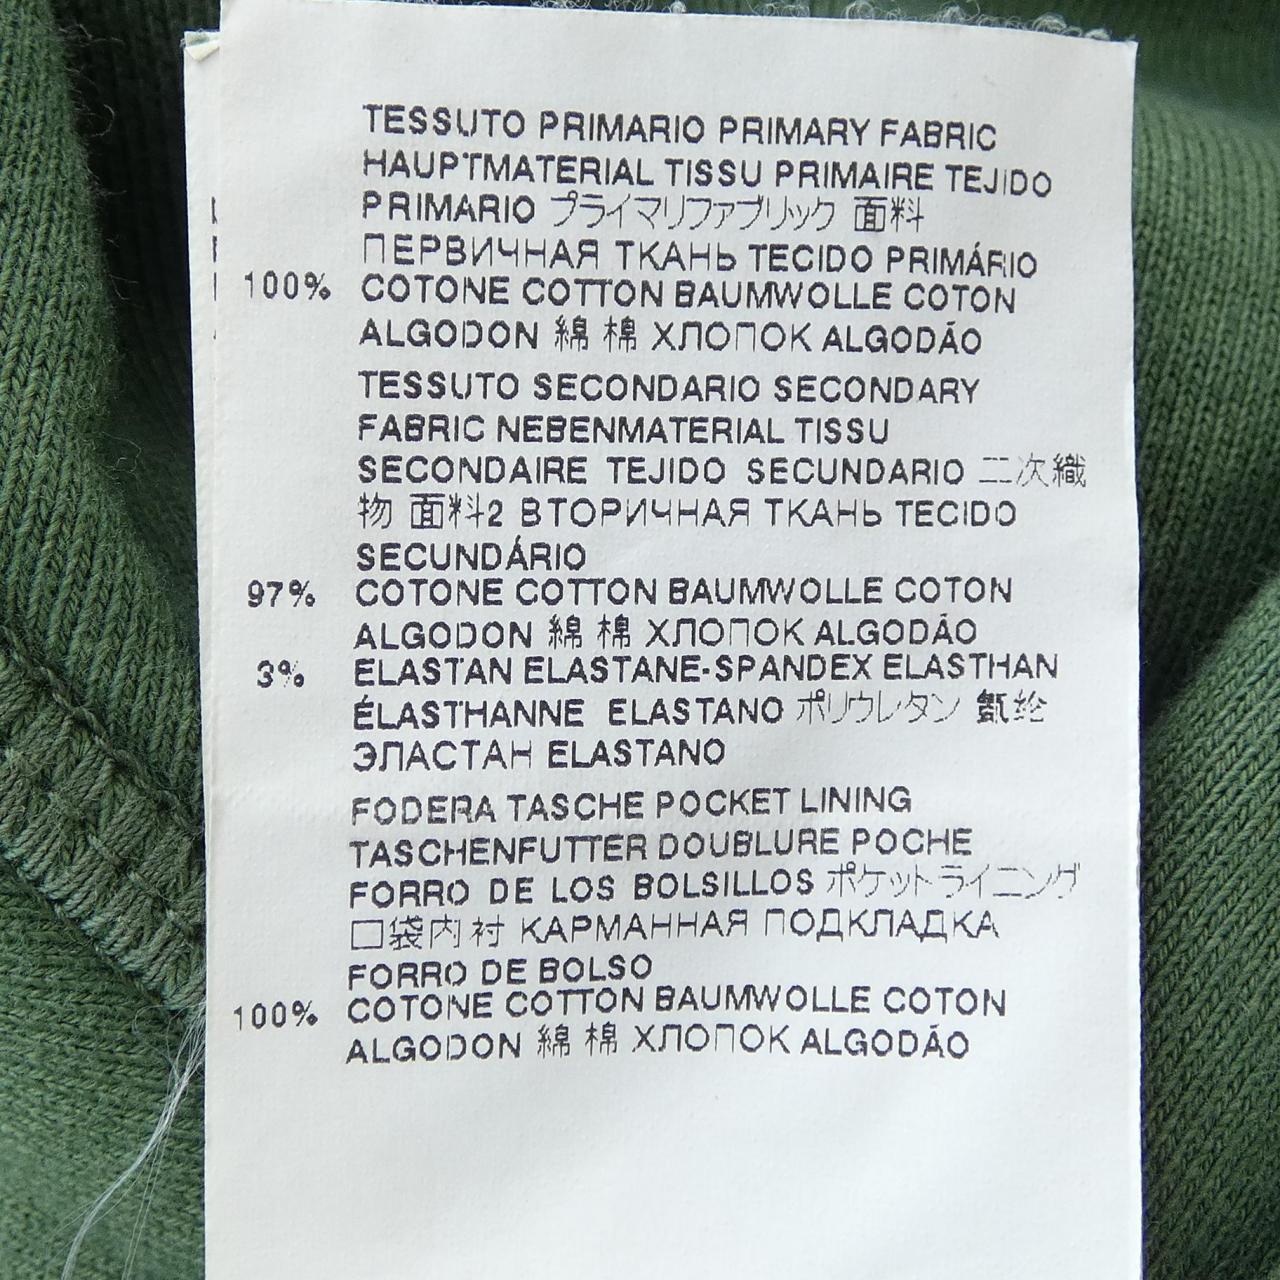 TESSUTO PRIMARIO PRIMARY FABRIC
HAUPTMATERIAL TISSU PRIMAIRE TEJIDO
PRIMARIO プライマリファブリック 面料
ПЕРВИЧНАЯ ТКАНЬ TECIDO PRIMÁRIO
100% COTONE COTTON BAUMWOLLE COTON
ALGODON 綿 棉 ХЛОПОК ALGODÃO
TESSUTO SECONDARIO SECONDARY
FABRIC NEBENMATERIAL TISSU
SECONDAIRE TEJIDO SECUNDARIO 二次織
物 面料2 ВТОРИЧНАЯ ТКАНЬ TECIDO
SECUNDÁRIO
97% COTONE COTTON BAUMWOLLE COTON
ALGODON 綿 棉 ХЛОПОК ALGODÃO
3% ELASTAN ELASTANE-SPANDEX ELASTHAN
ÉLASTHANNE ELASTANO ポリウレタン
ЭЛАСТАН ELASTANO
FODERA TASCHE POCKET LINING
TASCHENFUTTER DOUBLURE POCHE
FORRO DE LOS BOLSILLOS ポケットライニング
口袋内衬 КАРМАННАЯ ПОДКЛАДКА
FORRO DE BOLSO
100% COTONE COTTON BAUMWOLLE COTON
ALGODON 綿 棉 ХЛОПОК ALGODÃO